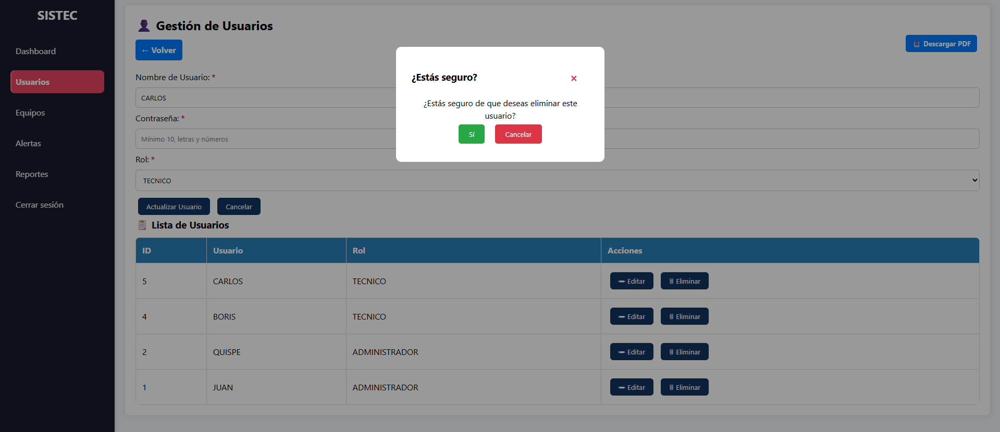 SISTEC
Dashboard
Usuarios
Equipos
Alertas
Reportes
Cerrar sesión
Gestión de Usuarios
← Volver
Descargar PDF
Nombre de Usuario: *
CARLOS
Contraseña: *
Mínimo 10, letras y números
Rol: *
TECNICO
Actualizar Usuario Cancelar
¿Estás seguro? ×
¿Estás seguro de que deseas eliminar este
usuario?
Sí Cancelar
Lista de Usuarios
ID Usuario Rol Acciones
5 CARLOS TECNICO Editar Eliminar
4 BORIS TECNICO Editar Eliminar
2 QUISPE ADMINISTRADOR Editar Eliminar
1 JUAN ADMINISTRADOR Editar Eliminar